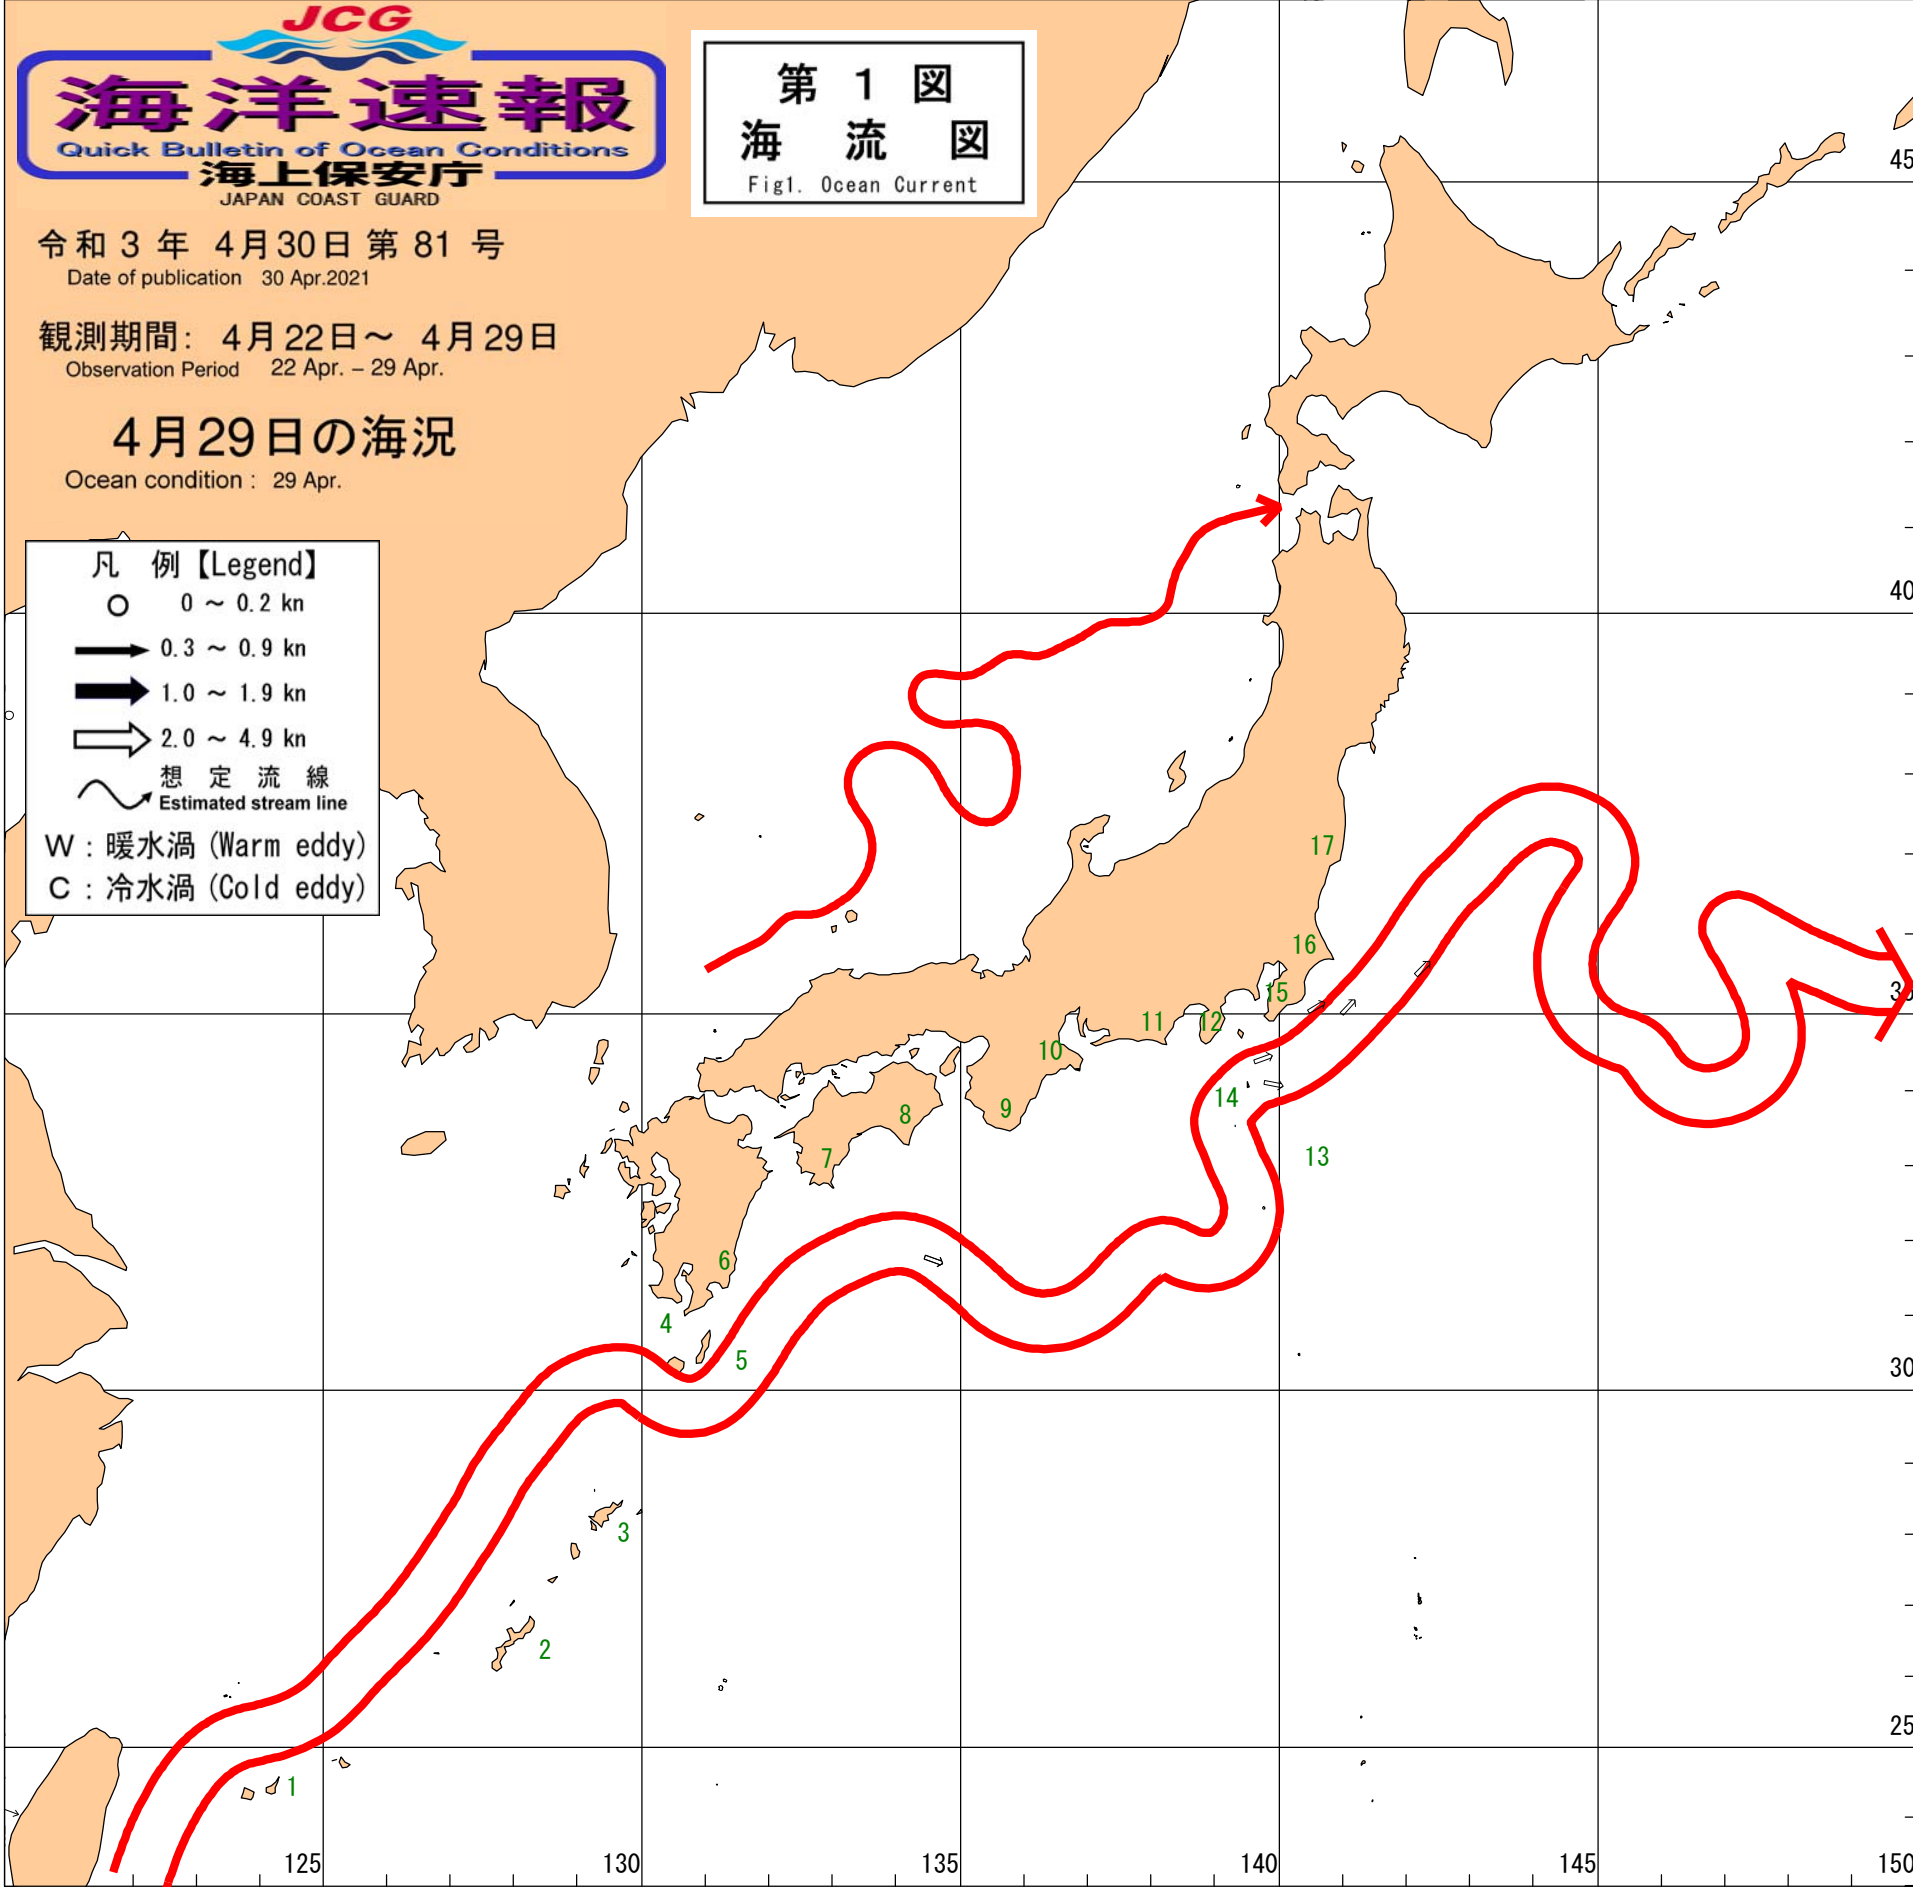 JCG
海洋速報
Quick Bulletin of Ocean Conditions
海上保安庁
JAPAN COAST GUARD
第 1 図
海 流 図
Fig1. Ocean Current
令和 3 年 4月30日 第 81 号
Date of publication 30 Apr.2021
観測期間: 4月22日～ 4月29日
Observation Period 22 Apr. – 29 Apr.
4月29日の海況
Ocean condition : 29 Apr.
凡 例【Legend】
0 ～ 0.2 kn
0.3 ～ 0.9 kn
1.0 ～ 1.9 kn
2.0 ～ 4.9 kn
想 定 流 線
Estimated stream line
W : 暖水渦 (Warm eddy)
C : 冷水渦 (Cold eddy)
45
40
17
16
15
3
11
12
10
14
9
8
13
7
6
4
5
30
3
2
25
1
125
130
135
140
145
150